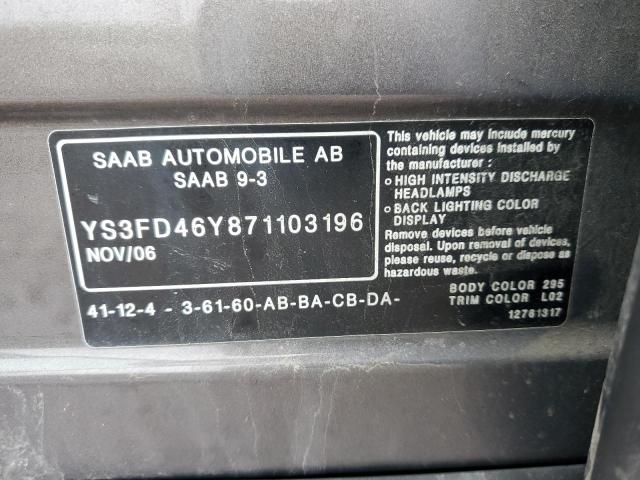 SAAB AUTOMOBILE AB
SAAB 9-3
YS3FD46Y871103196
NOV/06
41-12-4 - 3-61-60-AB-BA-CB-DA-
This vehicle may include mercury
containing devices installed by
the manufacturer :
o HIGH INTENSITY DISCHARGE
HEADLAMPS
o BACK LIGHTING COLOR
DISPLAY
Remove devices before vehicle
disposal. Upon removal of devices,
please reuse, recycle or dispose as
hazardous waste.
BODY COLOR 295
TRIM COLOR L02
12761317